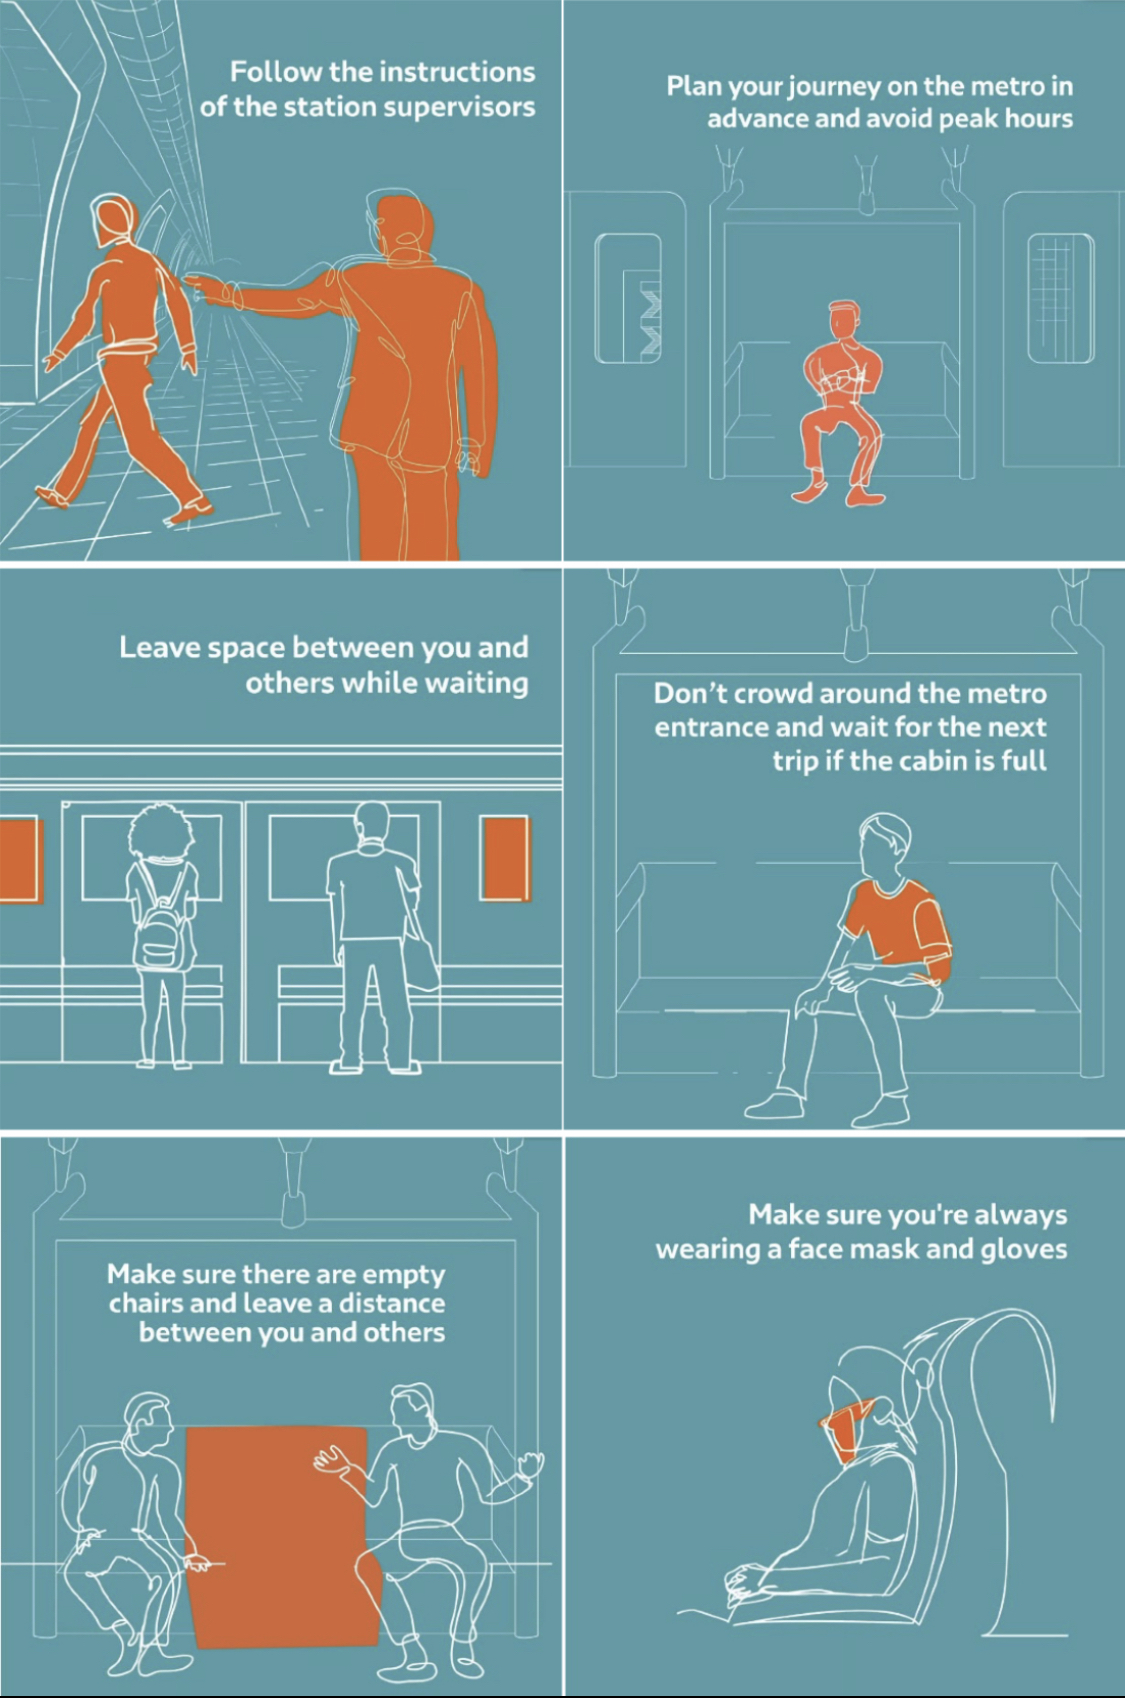 Follow the instructions
of the station supervisors
Plan your journey on the metro in
advance and avoid peak hours
Leave space between you and
others while waiting
Don't crowd around the metro
entrance and wait for the next
trip if the cabin is full
Make sure there are empty
chairs and leave a distance
between you and others
Make sure you're always
wearing a face mask and gloves